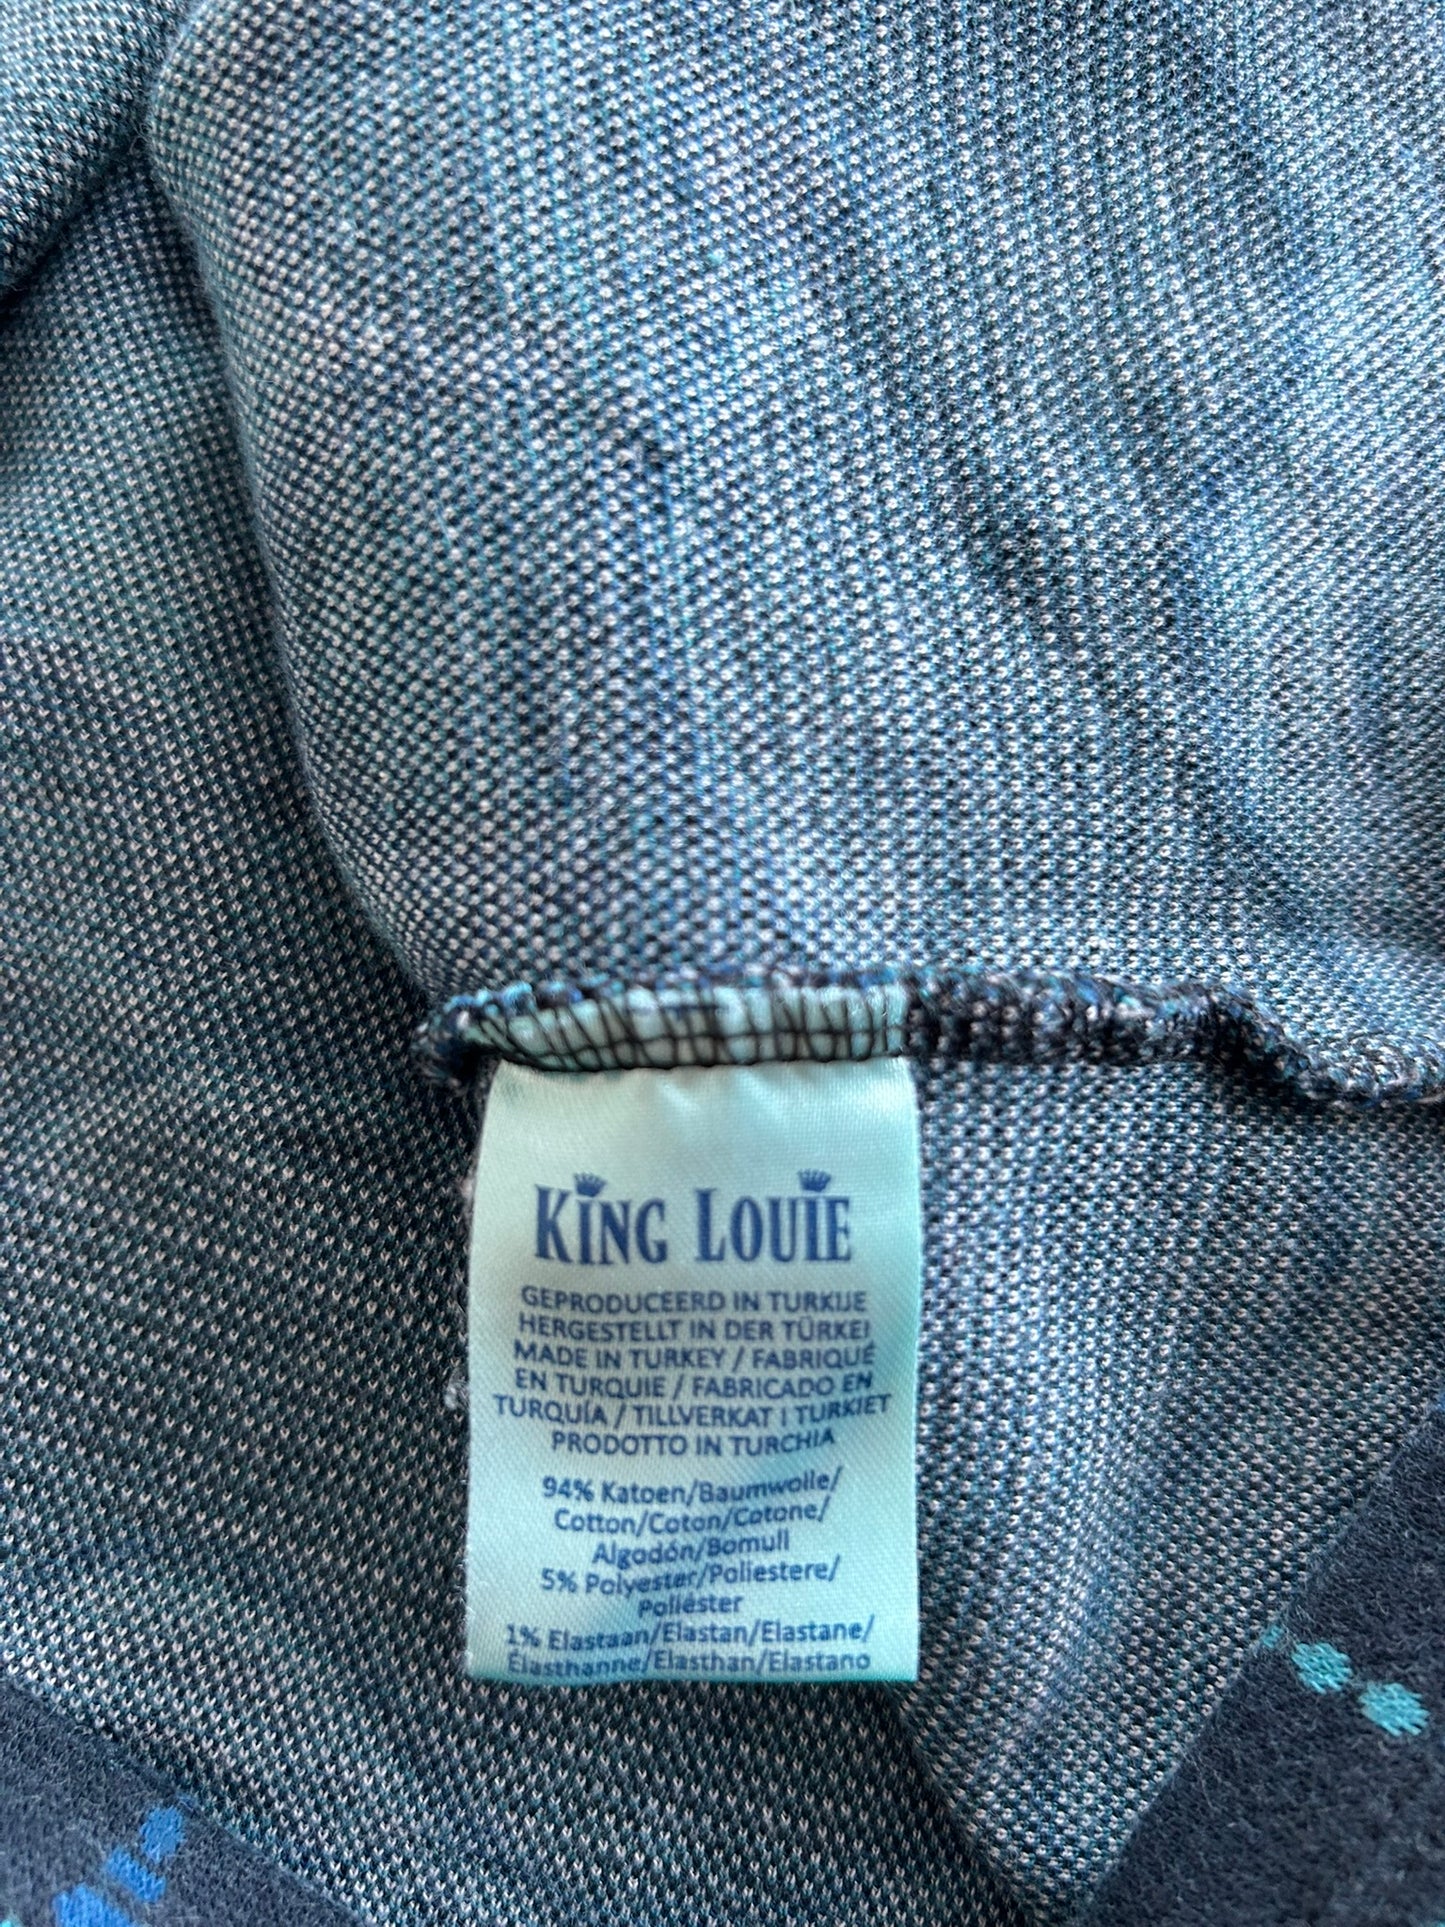 KING LOUIE
GEPRODUCEERD IN TURKIJE
HERGESTELLT IN DER TÜRKEI
MADE IN TURKEY / FABRIQUÉ
EN TURQUIE / FABRICADO EN
TURQUÍA / TILLVERKAT I TURKIET
PRODOTTO IN TURCHIA
94% Katoen/Baumwolle/
Cotton/Coton/Cotone/
Algodón/Bomull
5% Polyester/Poliestere/
Poliéster
1% Elastaan/Elastan/Elastane/
Élasthanne/Elasthan/Elastano